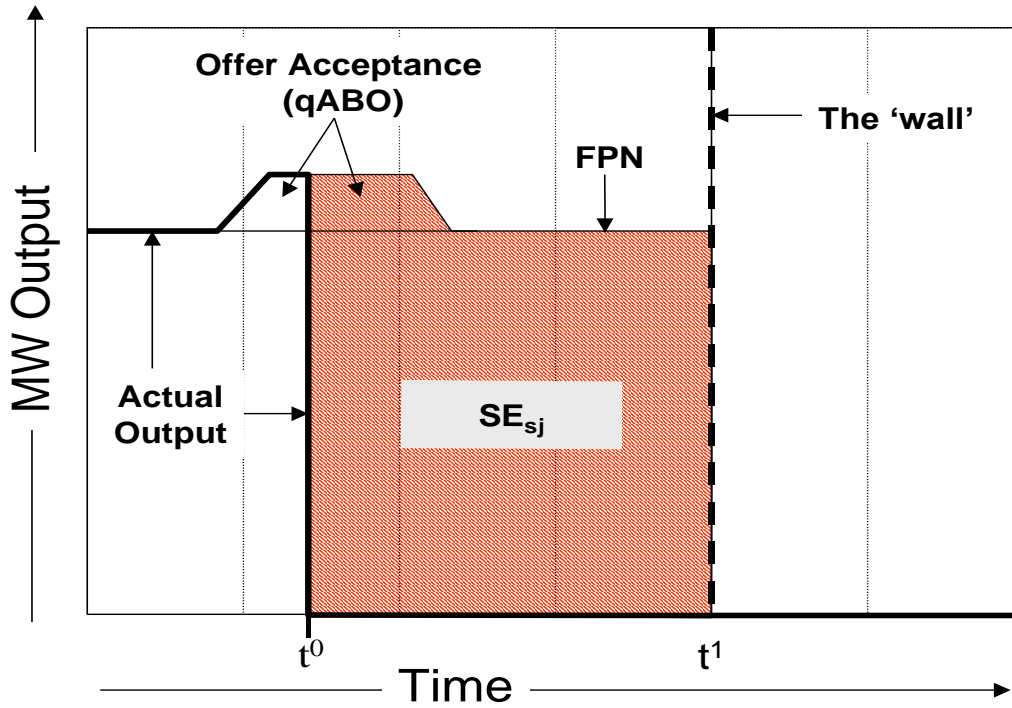 Offer Acceptance
(qABO)
The ‘wall’
FPN
MW Output
Actual
Output
SEsj
t⁰
t¹
Time